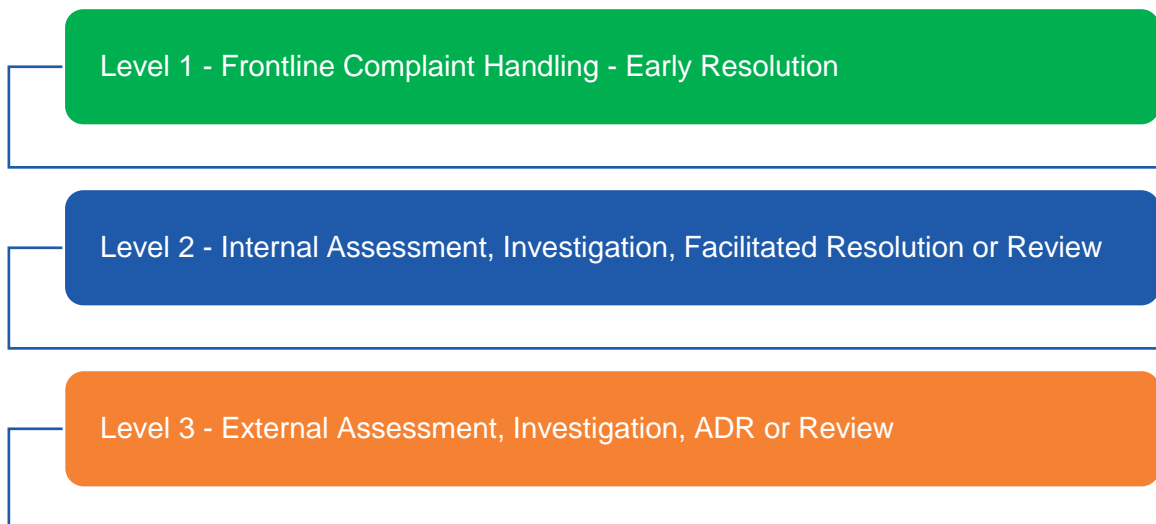 Level 1 - Frontline Complaint Handling - Early Resolution
Level 2 - Internal Assessment, Investigation, Facilitated Resolution or Review
Level 3 - External Assessment, Investigation, ADR or Review